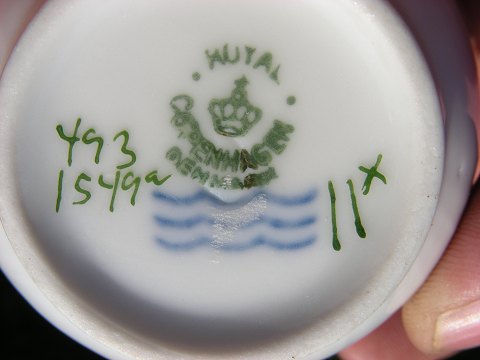 ROYAL
COPENHAGEN
DENMARK
493
1549a
11x